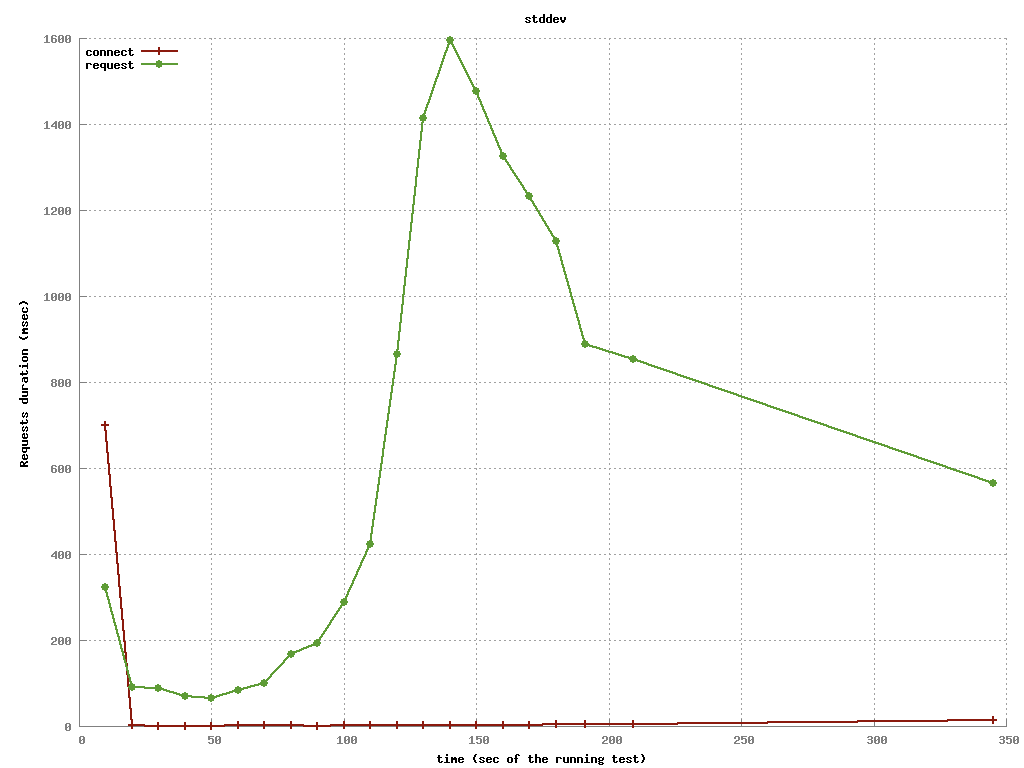 stddev
connect
request
1600
1400
1200
1000
800
600
400
200
0
Requests duration (msec)
0 50 100 150 200 250 300 350
time (sec of the running test)